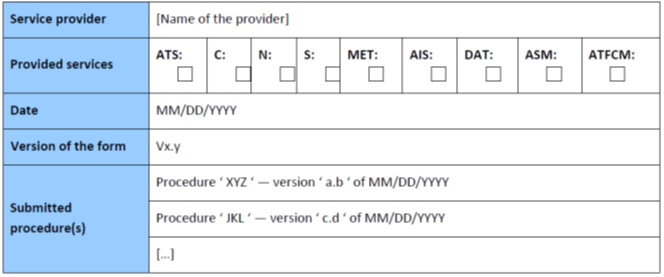 Service provider [Name of the provider]
Provided services ATS: C: N: S: MET: AIS: DAT: ASM: ATFCM:
Date MM/DD/YYYY
Version of the form Vx.y
Submitted procedure(s)
Procedure ‘ XYZ ‘ — version ‘ a.b ‘ of MM/DD/YYYY
Procedure ‘ JKL ‘ — version ‘ c.d ‘ of MM/DD/YYYY
[...]